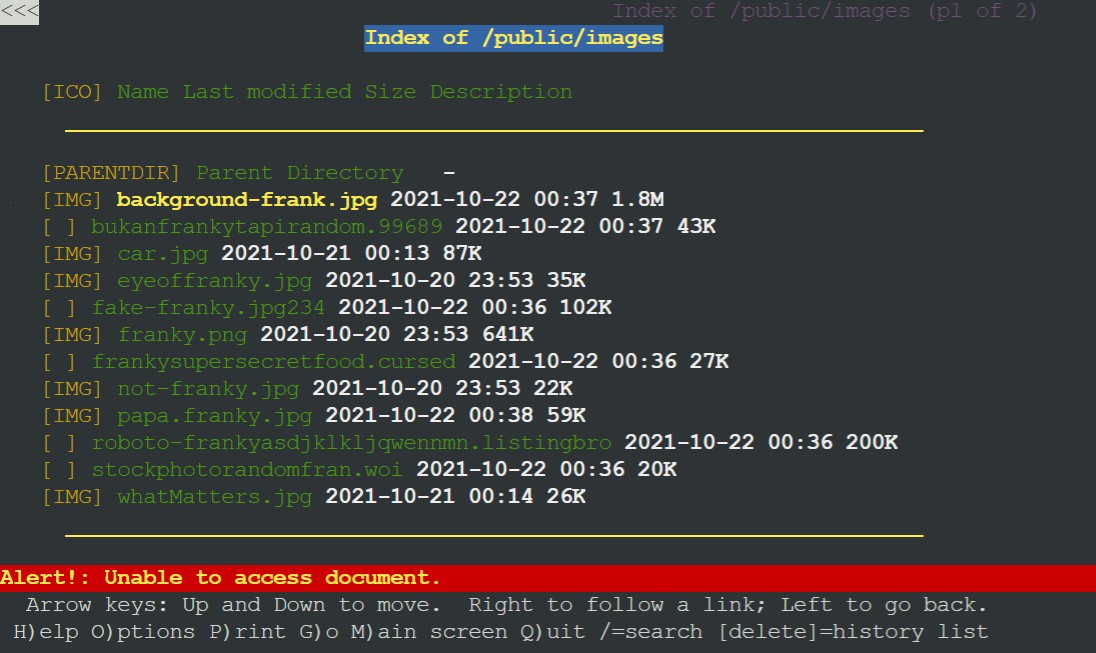 <<<
Index of /public/images (p1 of 2)
Index of /public/images
[ICO] Name Last modified Size Description
[PARENTDIR] Parent Directory -
[IMG] background-frank.jpg 2021-10-22 00:37 1.8M
[ ] bukanfrankytapirandom.99689 2021-10-22 00:37 43K
[IMG] car.jpg 2021-10-21 00:13 87K
[IMG] eyeoffranky.jpg 2021-10-20 23:53 35K
[ ] fake-franky.jpg234 2021-10-22 00:36 102K
[IMG] franky.png 2021-10-20 23:53 641K
[ ] frankysupersecretfood.cursed 2021-10-22 00:36 27K
[IMG] not-franky.jpg 2021-10-20 23:53 22K
[IMG] papa.franky.jpg 2021-10-22 00:38 59K
[ ] roboto-frankyasdjklkljqwennmn.listingbro 2021-10-22 00:36 200K
[ ] stockphotorandomfran.woi 2021-10-22 00:36 20K
[IMG] whatMatters.jpg 2021-10-21 00:14 26K
Alert!: Unable to access document.
Arrow keys: Up and Down to move. Right to follow a link; Left to go back.
H)elp O)ptions P)rint G)o M)ain screen Q)uit /=search [delete]=history list